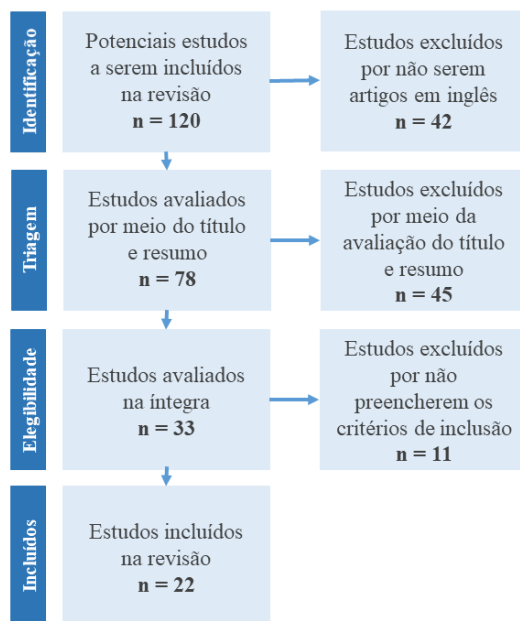 Identificação
Potenciais estudos
a serem incluídos
na revisão
n = 120
Estudos excluídos
por não serem
artigos em inglês
n = 42
Triagem
Estudos avaliados
por meio do título
e resumo
n = 78
Estudos excluídos
por meio da
avaliação do título
e resumo
n = 45
Elegibilidade
Estudos avaliados
na íntegra
n = 33
Estudos excluídos
por não
preencherem os
critérios de inclusão
n = 11
Incluídos
Estudos incluídos
na revisão
n = 22